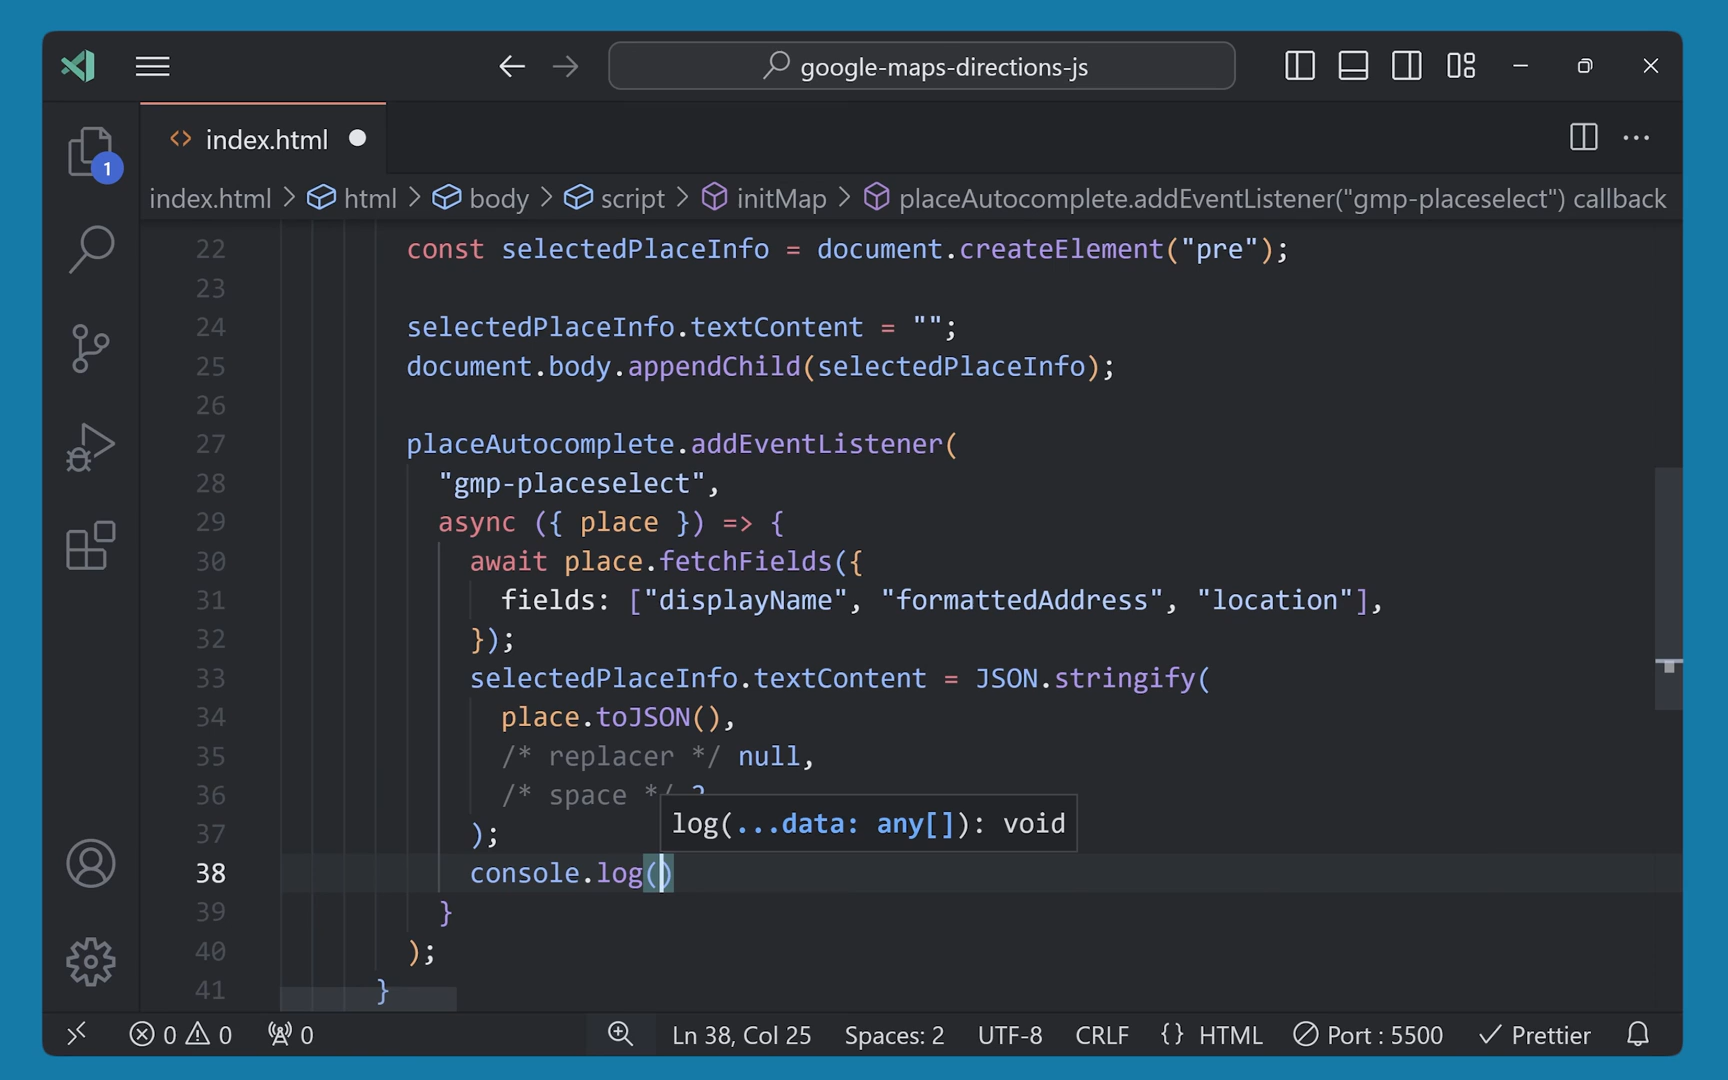 google-maps-directions-js
index.html
1
index.html > html > body > script > initMap > placeAutocomplete.addEventListener("gmp-placeselect") callback
22 const selectedPlaceInfo = document.createElement("pre");
23
24 selectedPlaceInfo.textContent = "";
25 document.body.appendChild(selectedPlaceInfo);
26
27 placeAutocomplete.addEventListener(
28 "gmp-placeselect",
29 async ({ place }) => {
30 await place.fetchFields({
31 fields: ["displayName", "formattedAddress", "location"],
32 });
33 selectedPlaceInfo.textContent = JSON.stringify(
34 place.toJSON(),
35 /* replacer */ null,
36 /* space */ 2
log(...data: any[]): void
37 );
38 console.log()
39 }
40 );
41 }
0 0 0 Ln 38, Col 25 Spaces: 2 UTF-8 CRLF {} HTML Port : 5500 Prettier